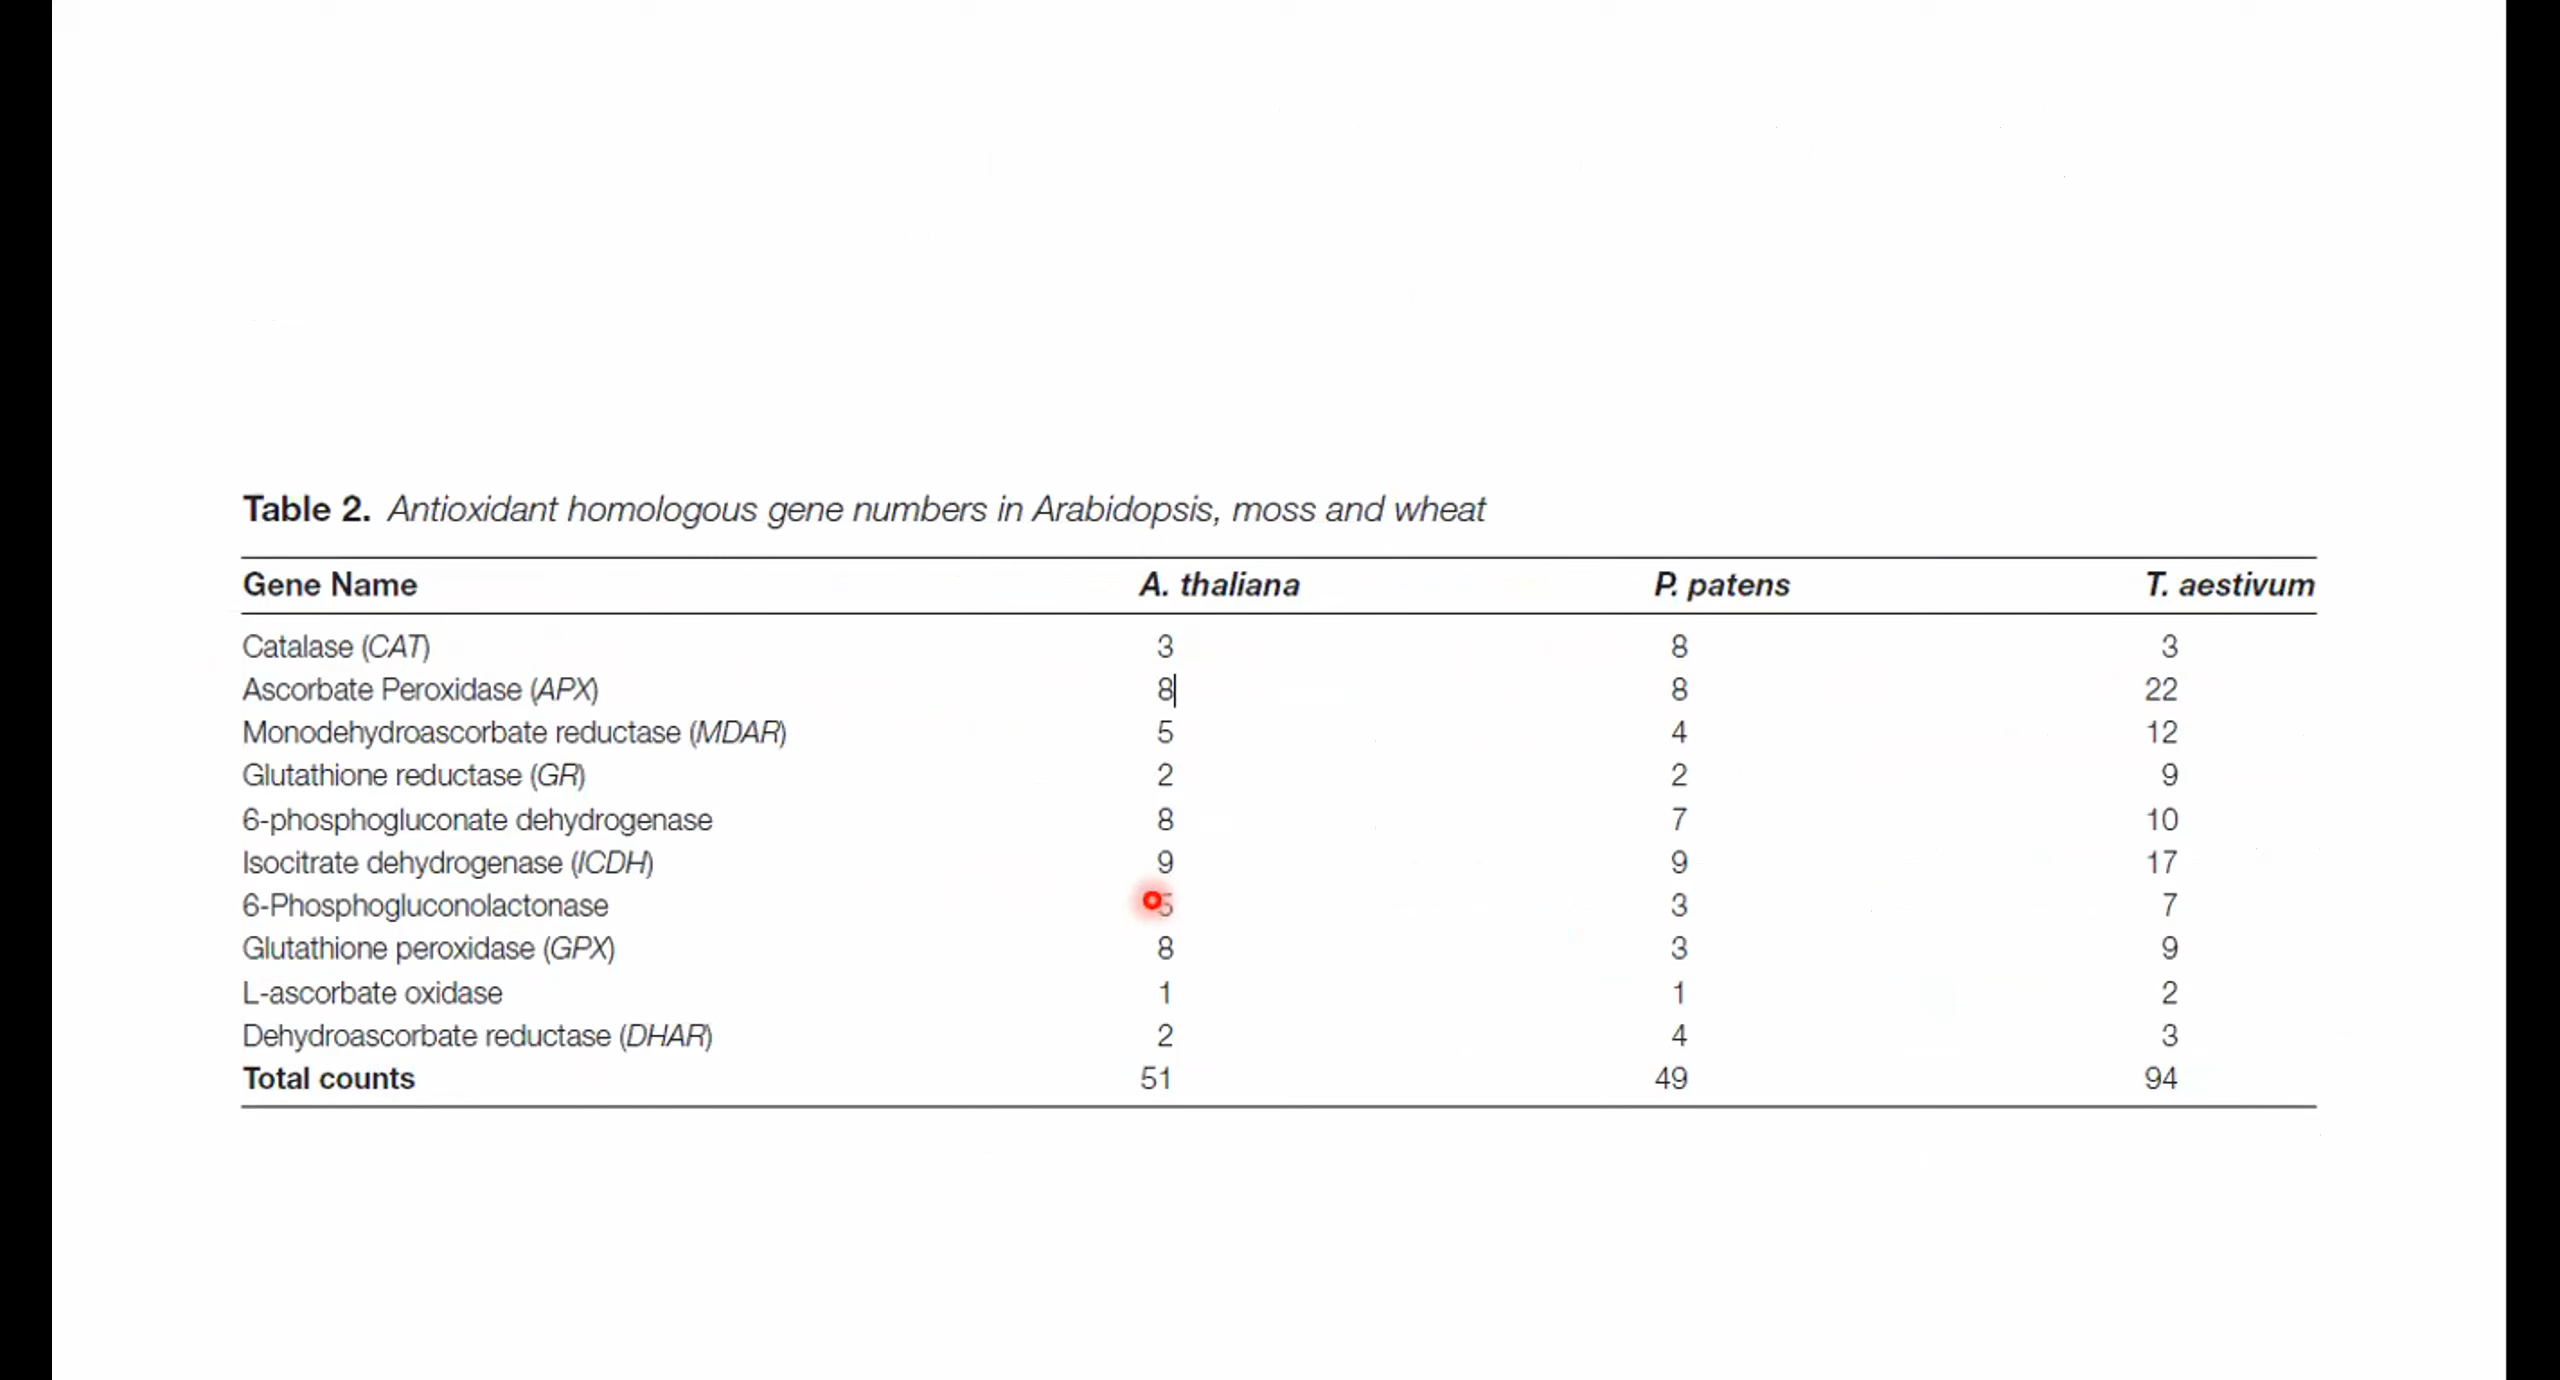 Table 2. Antioxidant homologous gene numbers in Arabidopsis, moss and wheat
Gene Name A. thaliana P. patens T. aestivum
Catalase (CAT) 3 8 3
Ascorbate Peroxidase (APX) 8 8 22
Monodehydroascorbate reductase (MDAR) 5 4 12
Glutathione reductase (GR) 2 2 9
6-phosphogluconate dehydrogenase 8 7 10
Isocitrate dehydrogenase (ICDH) 9 9 17
6-Phosphogluconolactonase 5 3 7
Glutathione peroxidase (GPX) 8 3 9
L-ascorbate oxidase 1 1 2
Dehydroascorbate reductase (DHAR) 2 4 3
Total counts 51 49 94